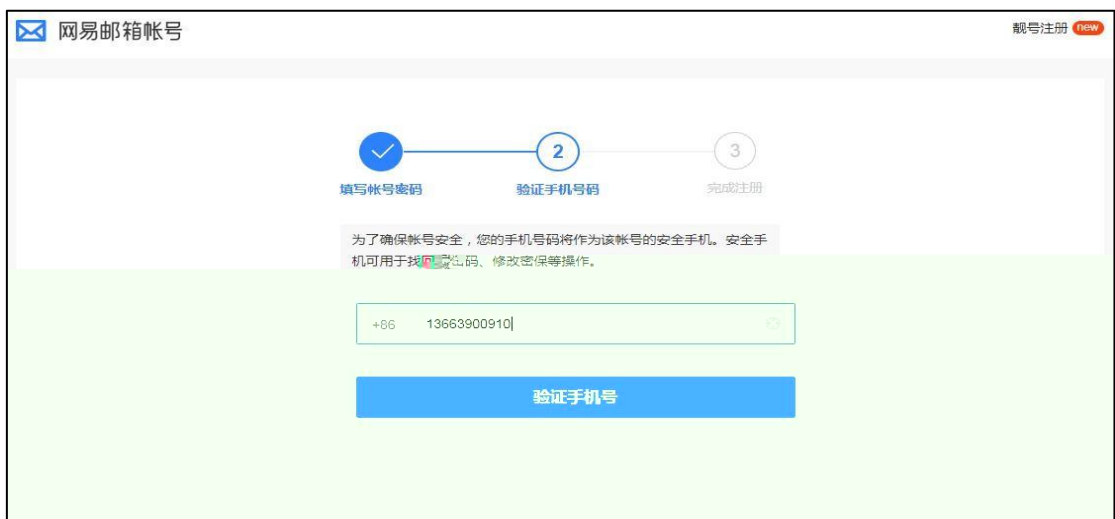 网易邮箱帐号
靓号注册 new
2
3
填写帐号密码
验证手机号码
完成注册
为了确保帐号安全，您的手机号码将作为该帐号的安全手机。安全手
机可用于找回密码、修改密保等操作。
+86 13663900910
验证手机号